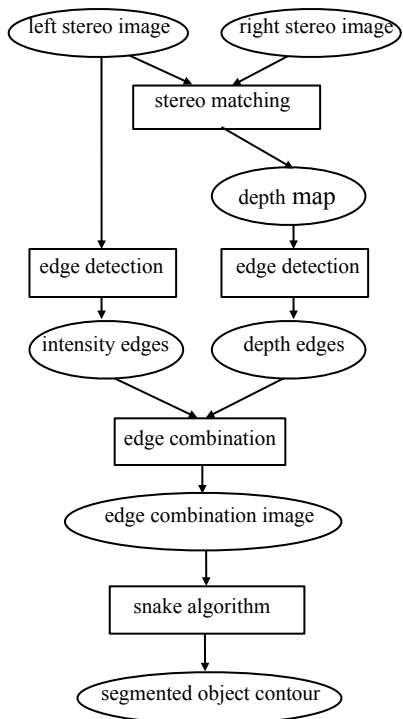 left stereo image
right stereo image
stereo matching
depth map
edge detection
edge detection
intensity edges
depth edges
edge combination
edge combination image
snake algorithm
segmented object contour